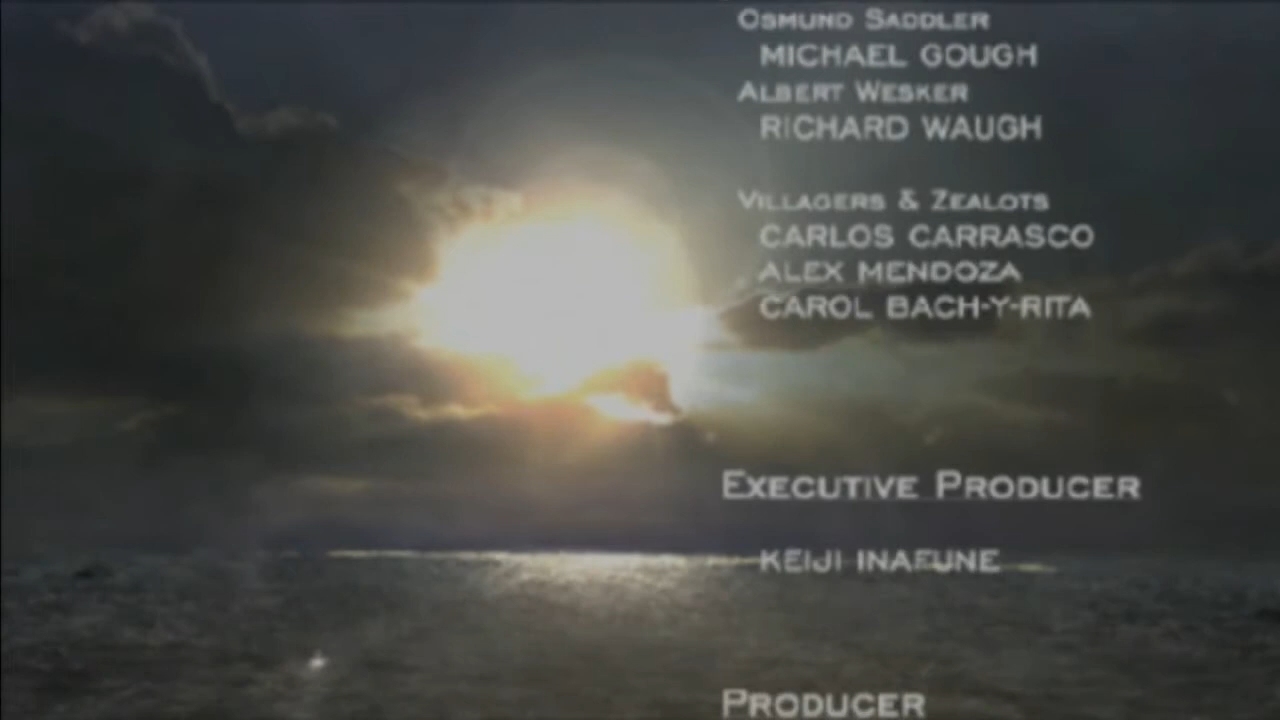 OSMUND SADDLER
MICHAEL GOUGH
ALBERT WESKER
RICHARD WAUGH
VILLAGERS & ZEALOTS
CARLOS CARRASCO
ALEX MENDOZA
CAROL BACH-Y-RITA
EXECUTIVE PRODUCER
KEIJI INAFUNE
PRODUCER